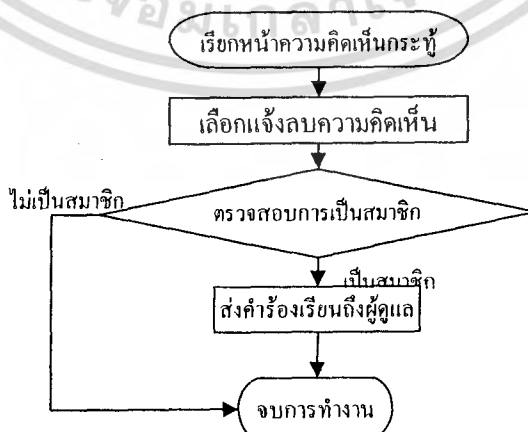 เรียกหน้าความคิดเห็นกระทู้
เลือกแจ้งลบความคิดเห็น
ไม่เป็นสมาชิก
ตรวจสอบการเป็นสมาชิก
เป็นสมาชิก
ส่งคำร้องเรียนถึงผู้ดูแล
จบการทำงาน